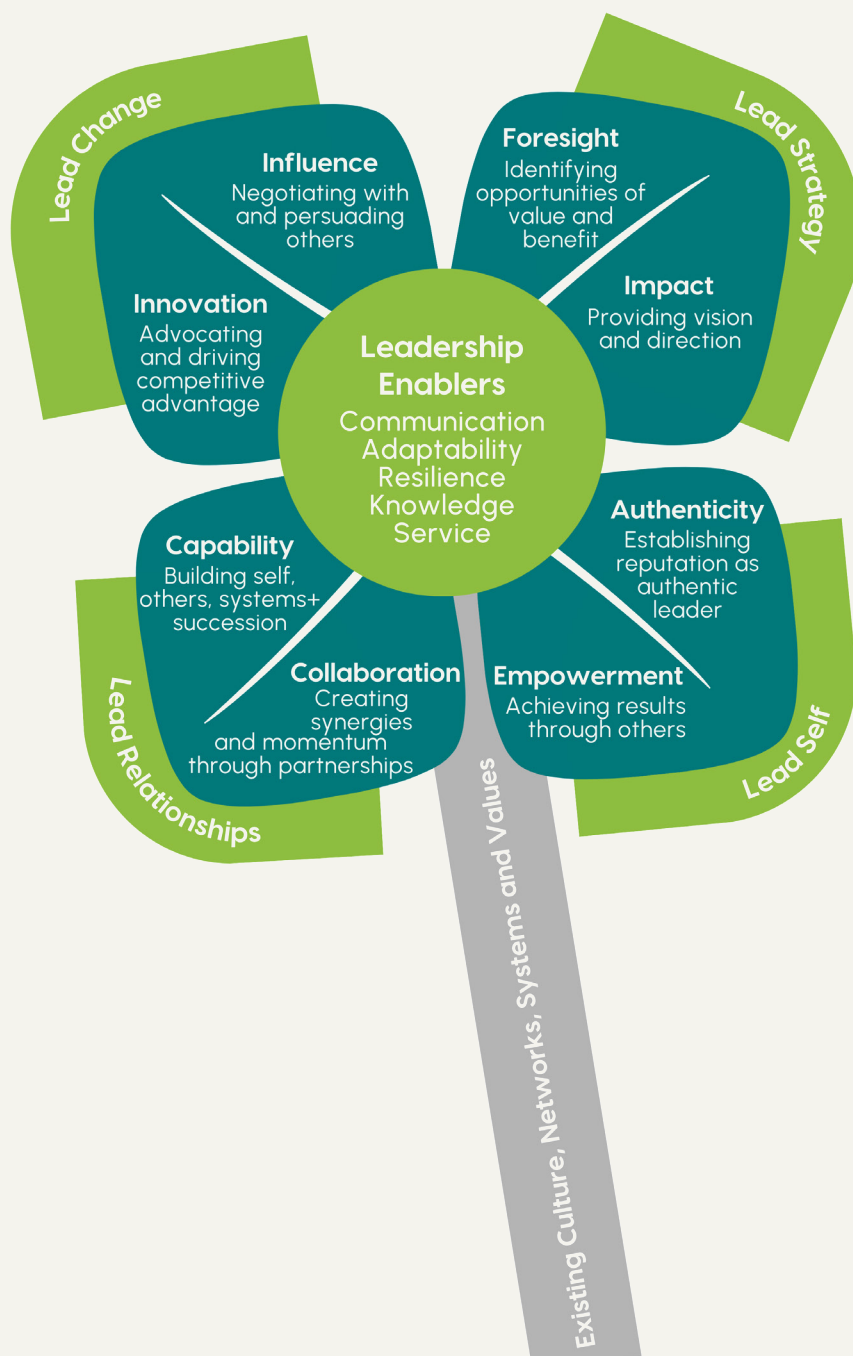 Lead Change
Influence
Negotiating with
and persuading
others
Innovation
Advocating
and driving
competitive
advantage
Lead Strategy
Foresight
Identifying
opportunities of
value and
benefit
Impact
Providing vision
and direction
Leadership
Enablers
Communication
Adaptability
Resilience
Knowledge
Service
Capability
Building self,
others, systems+
succession
Collaboration
Creating
synergies
and momentum
through partnerships
Lead Relationships
Authenticity
Establishing
reputation as
authentic
leader
Empowerment
Achieving results
through others
Lead Self
Existing Culture, Networks, Systems and Values